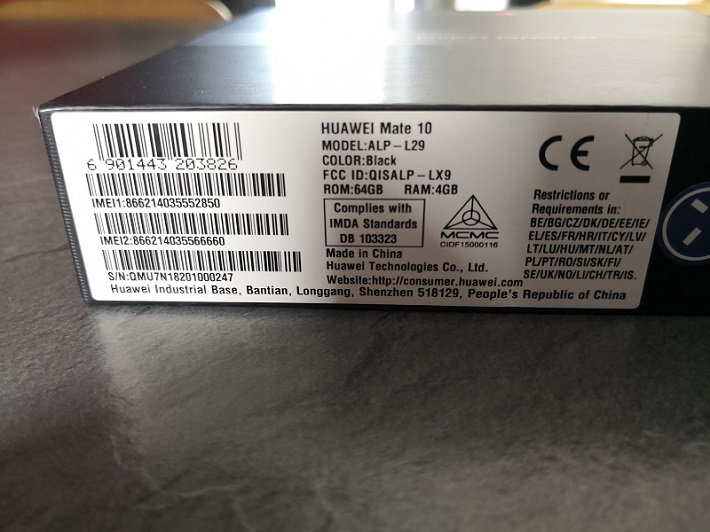 6 901443 203826
IMEI1:866214035552850
IMEI2:866214035566660
S/N:QMU7N18201000247
HUAWEI Mate 10
MODEL:ALP-L29
COLOR:Black
FCC ID:QISALP-LX9
ROM:64GB RAM:4GB
Complies with
IMDA Standards
DB 103323
MCMC
CIDF15000116
Made in China
Huawei Technologies Co., Ltd.
Website:http://consumer.huawei.com
CE
Restrictions or
Requirements in:
BE/BG/CZ/DK/DE/EE/IE/
EL/ES/FR/HR/IT/CY/LV/
LT/LU/HU/MT/NL/AT/
PL/PT/RO/SI/SK/FI/
SE/UK/NO/LI/CH/TR/IS.
Huawei Industrial Base, Bantian, Longgang, Shenzhen 518129, People's Republic of China